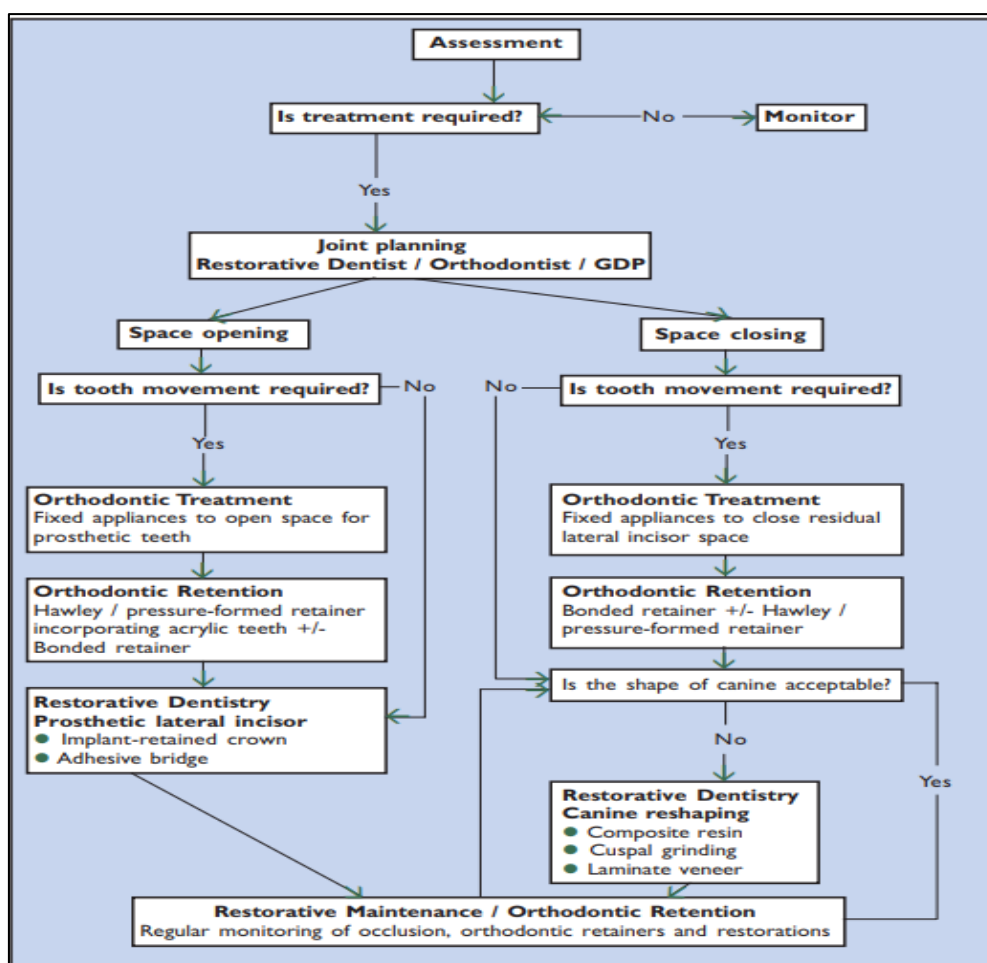 Assessment
Is treatment required?
No
Monitor
Yes
Joint planning
Restorative Dentist / Orthodontist / GDP
Space opening
Space closing
Is tooth movement required?
No
No
Is tooth movement required?
Yes
Yes
Orthodontic Treatment
Fixed appliances to open space for
prosthetic teeth
Orthodontic Treatment
Fixed appliances to close residual
lateral incisor space
Orthodontic Retention
Hawley / pressure-formed retainer
incorporating acrylic teeth +/-
Bonded retainer
Orthodontic Retention
Bonded retainer +/- Hawley /
pressure-formed retainer
Restorative Dentistry
Prosthetic lateral incisor
Implant-retained crown
Adhesive bridge
Is the shape of canine acceptable?
No
Yes
Restorative Dentistry
Canine reshaping
Composite resin
Cuspal grinding
Laminate veneer
Restorative Maintenance / Orthodontic Retention
Regular monitoring of occlusion, orthodontic retainers and restorations